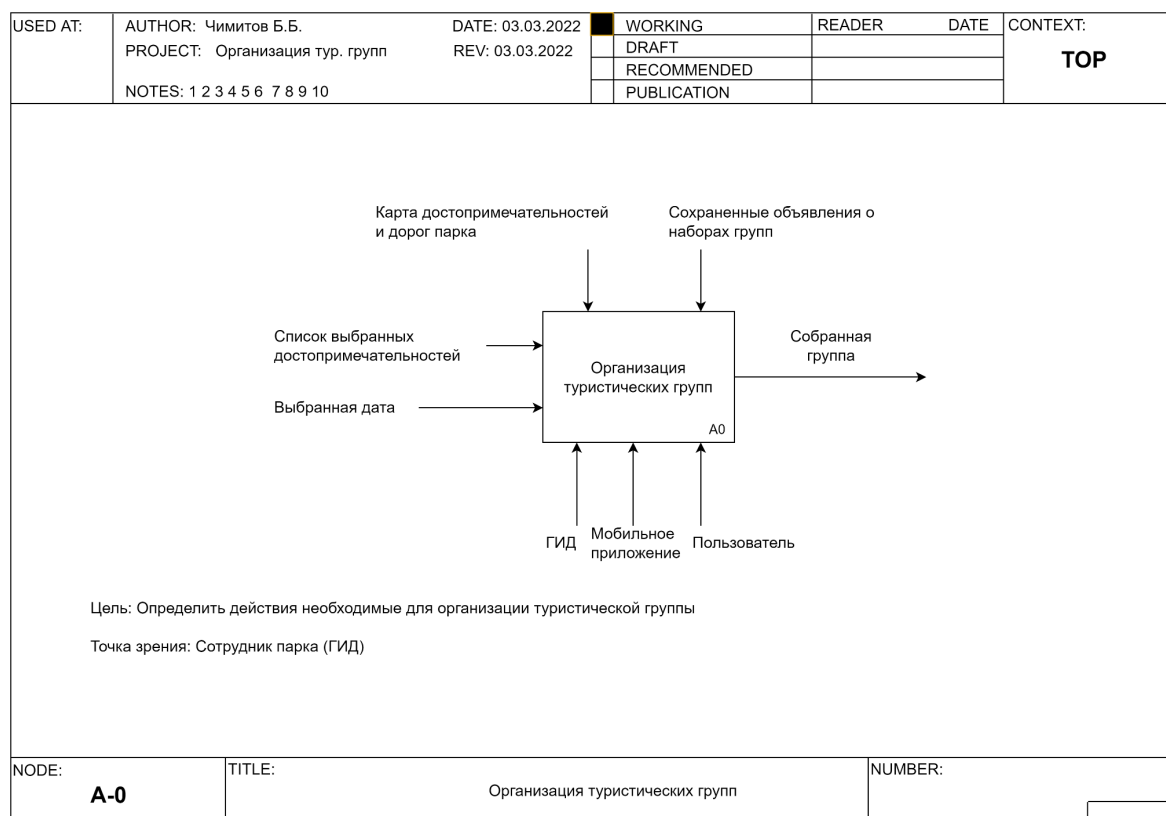 USED AT:
AUTHOR: Чимитов Б.Б.
DATE: 03.03.2022
WORKING
READER DATE
CONTEXT:
PROJECT: Организация тур. групп
REV: 03.03.2022
DRAFT
TOP
RECOMMENDED
NOTES: 1 2 3 4 5 6 7 8 9 10
PUBLICATION
Карта достопримечательностей
и дорог парка
Сохраненные объявления о
наборах групп
Список выбранных
достопримечательностей
Собранная
группа
Организация
туристических групп
Выбранная дата
A0
ГИД
Мобильное
приложение
Пользователь
Цель: Определить действия необходимые для организации туристической группы
Точка зрения: Сотрудник парка (ГИД)
NODE:
A-0
TITLE:
Организация туристических групп
NUMBER: